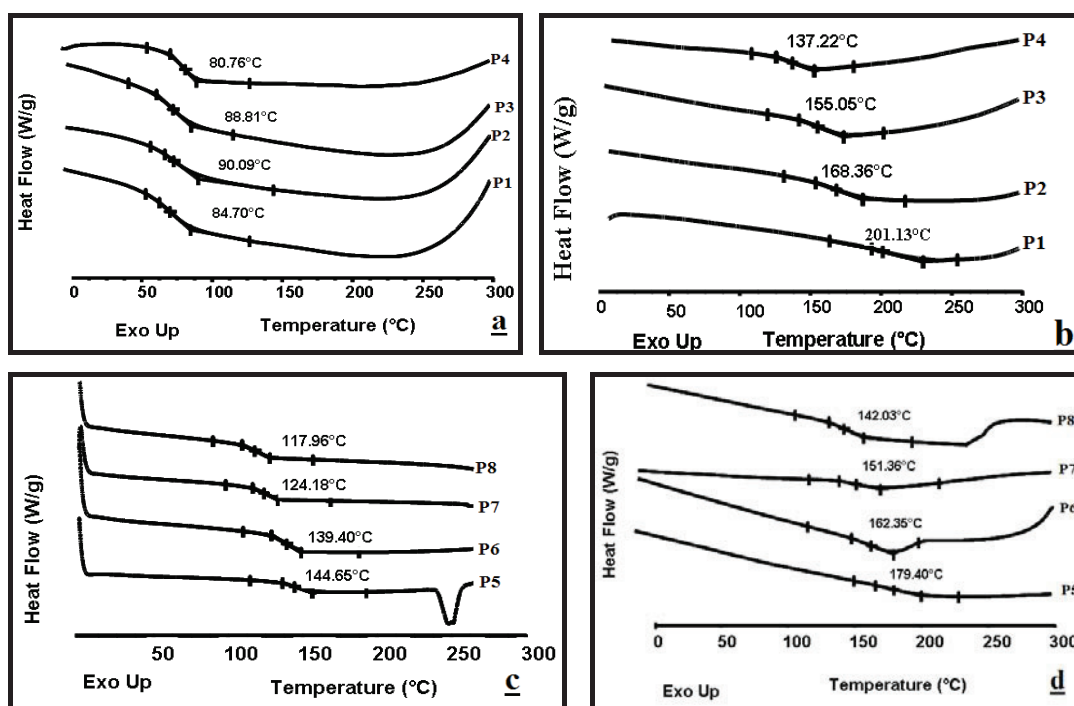 80.76°C
P4
88.81°C
P3
90.09°C
P2
84.70°C
P1
Heat Flow (W/g)
0 50 100 150 200 250 300
Exo Up Temperature (°C) a
137.22°C
P4
155.05°C
P3
168.36°C
P2
201.13°C
P1
Heat Flow (W/g)
0 50 100 150 200 250 300
Exo Up Temperature (°C) b
117.96°C
P8
124.18°C
P7
139.40°C
P6
144.65°C
P5
Heat Flow (W/g)
50 100 150 200 250 300
Exo Up Temperature (°C) c
142.03°C
P8
151.36°C
P7
162.35°C
P6
179.40°C
P5
Heat Flow (W/g)
0 50 100 150 200 250 300
Exo Up Temperature (°C) d